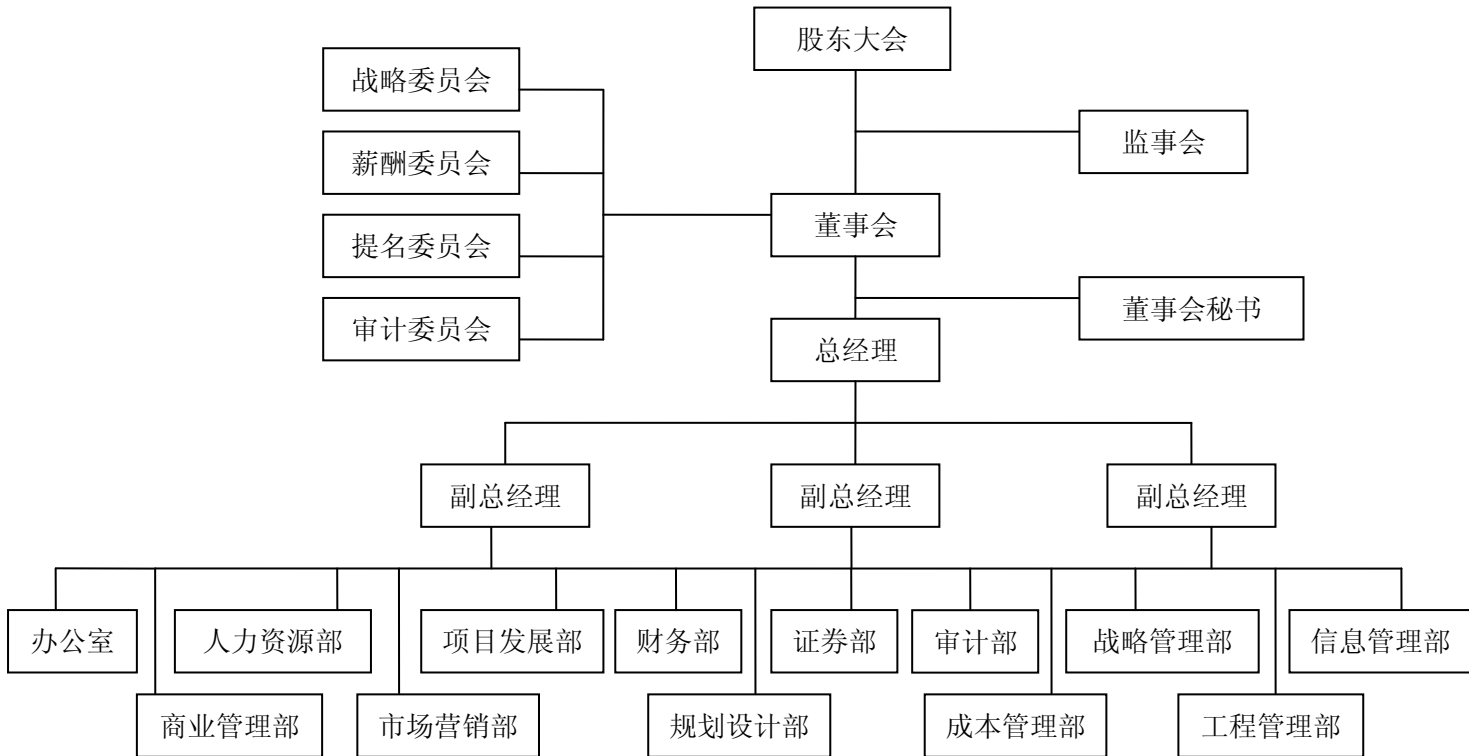 股东大会
战略委员会
监事会
薪酬委员会
董事会
提名委员会
董事会秘书
审计委员会
总经理
副总经理
副总经理
副总经理
办公室
人力资源部
项目发展部
财务部
证券部
审计部
战略管理部
信息管理部
商业管理部
市场营销部
规划设计部
成本管理部
工程管理部